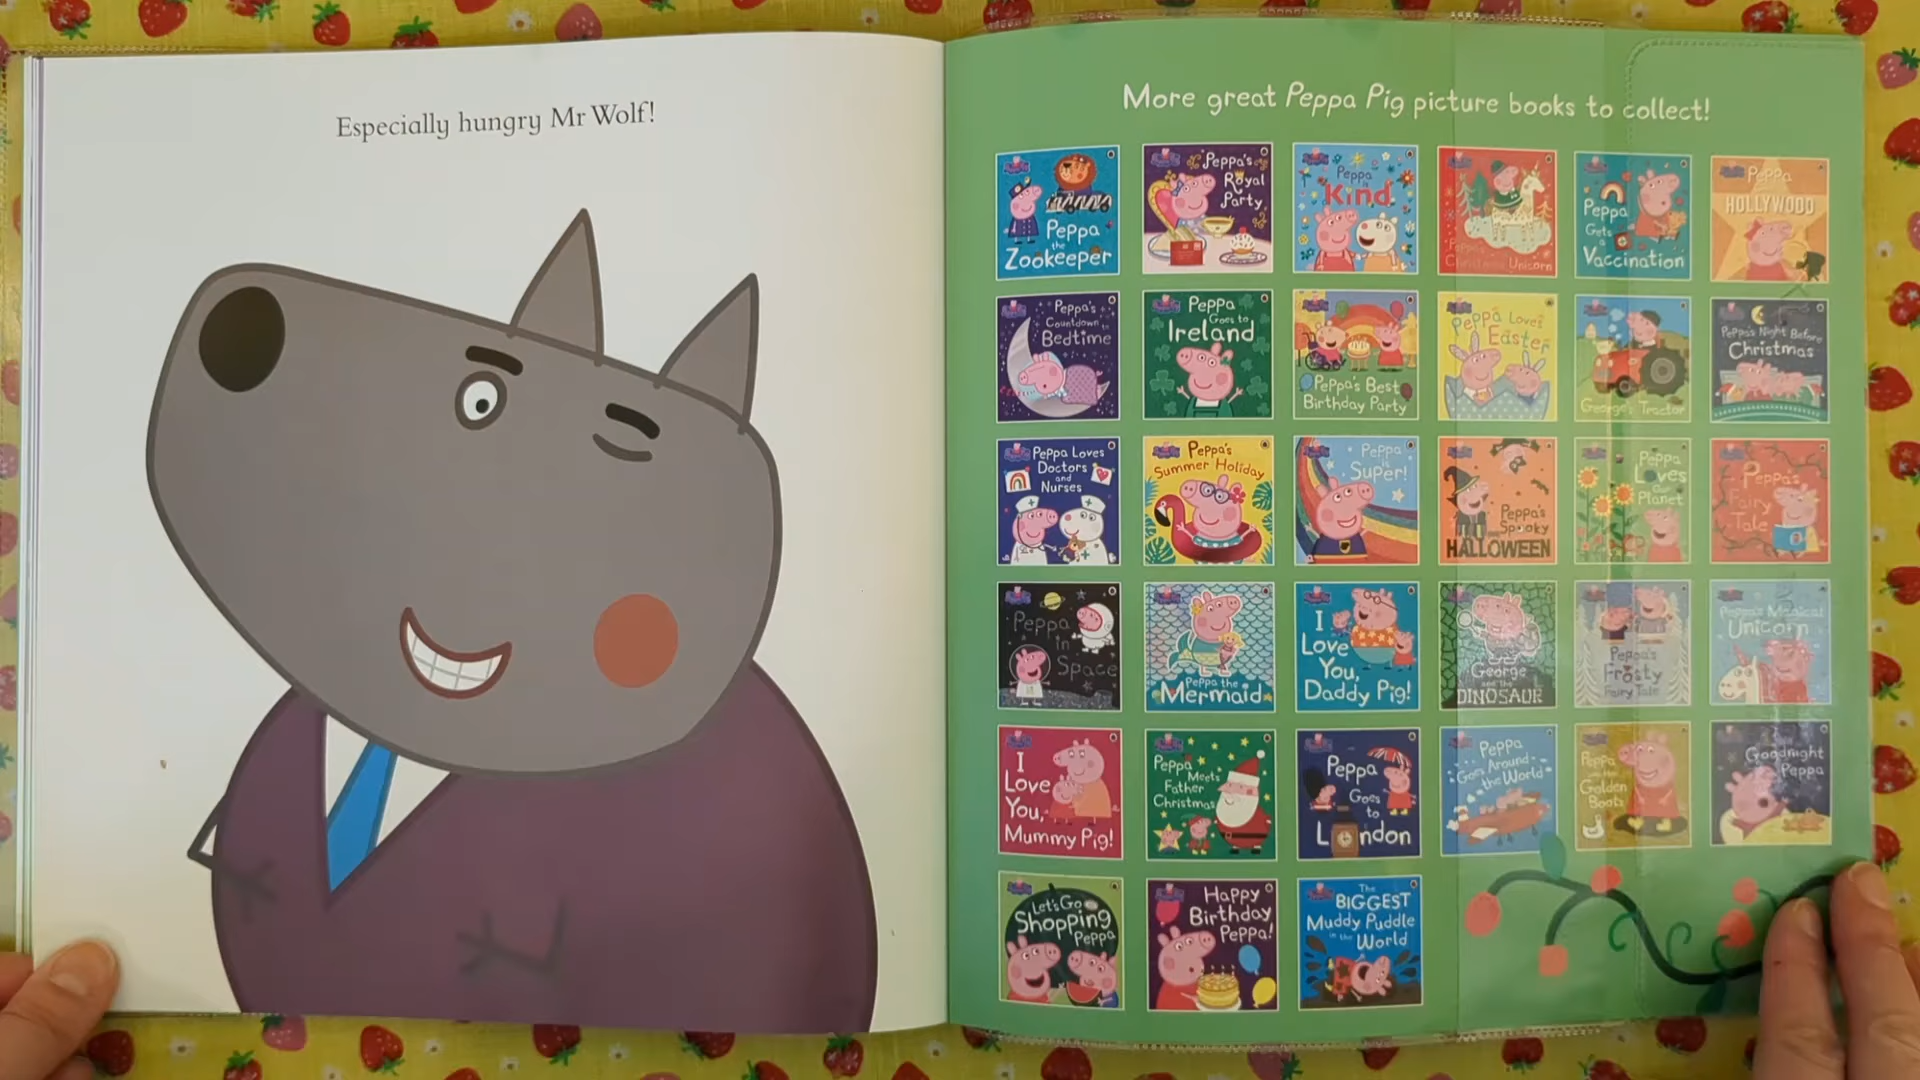 Especially hungry Mr Wolf!
More great Peppa Pig picture books to collect!
Peppa
the
Zookeeper
Peppa's
Royal
Party
Peppa
is
Kind
Peppa's
Christmas Unicorn
Peppa
Gets a
Vaccination
Peppa
HOLLYWOOD
Peppa's
Countdown to
Bedtime
Peppa
Goes to
Ireland
Peppa's Best
Birthday Party
Peppa Loves
Easter
George's Tractor
Peppa's Night Before
Christmas
Peppa Loves
Doctors
and
Nurses
Peppa's
Summer Holiday
Peppa
is
Super!
Peppa's
Spooky
HALLOWEEN
Peppa
Loves
Our
Planet
Peppa's
Fairy
Tale
Peppa
in
Space
Peppa the
Mermaid
I
Love
You,
Daddy Pig!
George
and the
DINOSAUR
Peppa's
Frosty
Fairy Tale
Peppa's Magical
Unicorn
I
Love
You,
Mummy Pig!
Peppa
Meets
Father
Christmas
Peppa
Goes
to
London
Peppa
Goes Around
the World
Peppa
and the
Golden
Boots
Goodnight
Peppa
Let's Go
Shopping
Peppa
Happy
Birthday
Peppa!
The
BIGGEST
Muddy Puddle
in the World